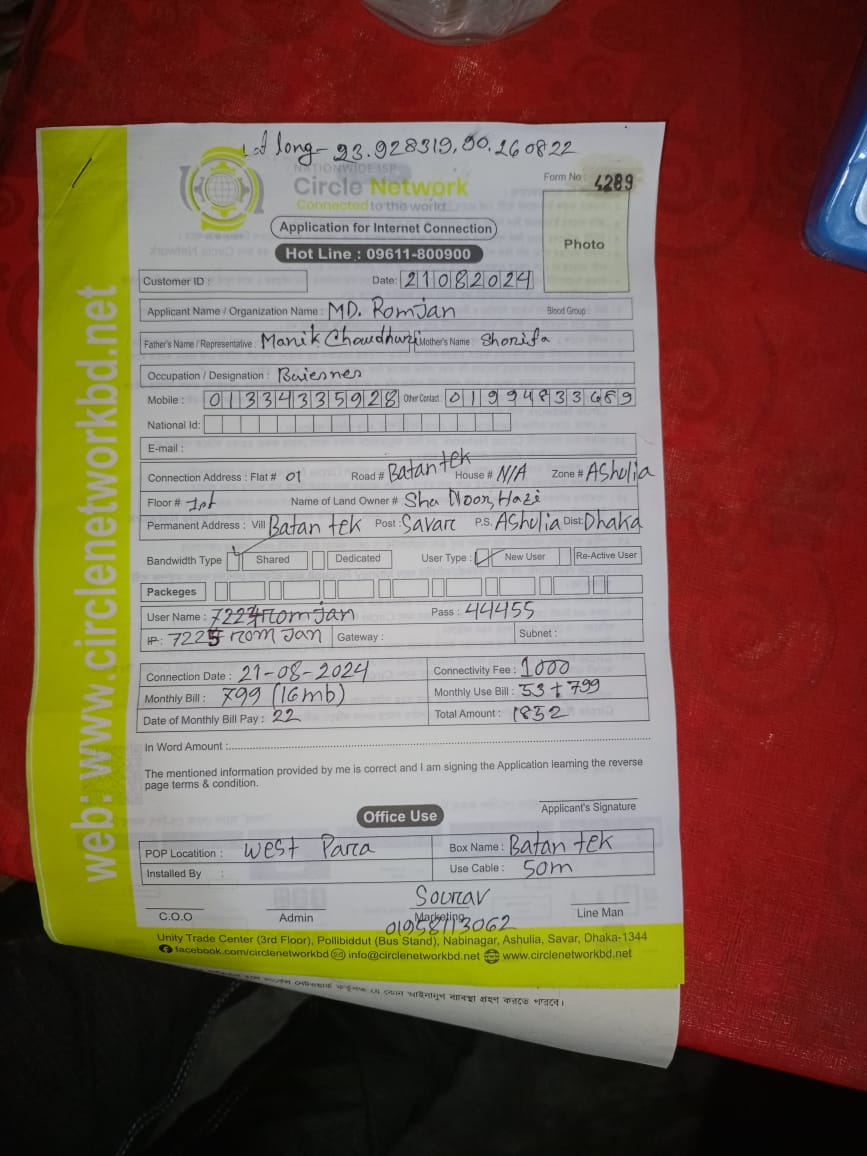 Lat long- 23.928319, 90.260822
NATIONWIDE ISP
Circle Network
Connected to the world
Form No : 4289
Application for Internet Connection
Hot Line : 09611-800900
Photo
Customer ID :
Date: 21082024
Applicant Name / Organization Name : MD. Romjan Blood Group :
Father's Name / Representative : Manik Chowdhuri Mother's Name : Shorifa
Occupation / Designation : Baiesnes
Mobile : 01334335928 Other Contact 01994833689
National Id:
E-mail :
Connection Address : Flat # 01 Road # Batan tek House # N/A Zone # Ashulia
Floor # 1st Name of Land Owner # Sha Noor, Hazi
Permanent Address : Vill Batan tek Post : Savar P.S. Ashulia Dist: Dhaka
Bandwidth Type Shared Dedicated User Type : New User Re-Active User
Packeges
User Name : romjan Pass : 44455
IP: 7225 rom Jan Gateway : Subnet :
Connection Date : 21-08-2024 Connectivity Fee : 1000
Monthly Bill : 799 (16mb) Monthly Use Bill : 53 + 799
Date of Monthly Bill Pay : 22 Total Amount : 1852
In Word Amount :
The mentioned information provided by me is correct and I am signing the Application learning the reverse
page terms & condition.
Applicant's Signature
Office Use
POP Locatition : West Para Box Name : Batan tek
Installed By : Use Cable : 50m
Sourav
C.O.O Admin Marketing Line Man
01958113062
Unity Trade Center (3rd Floor), Pollibiddut (Bus Stand), Nabinagar, Ashulia, Savar, Dhaka-1344
facebook.com/circlenetworkbd info@circlenetworkbd.net www.circlenetworkbd.net
web: www.circlenetworkbd.net
যে কোন আইনানুগ ব্যবস্থা গ্রহণ করতে পারবে।